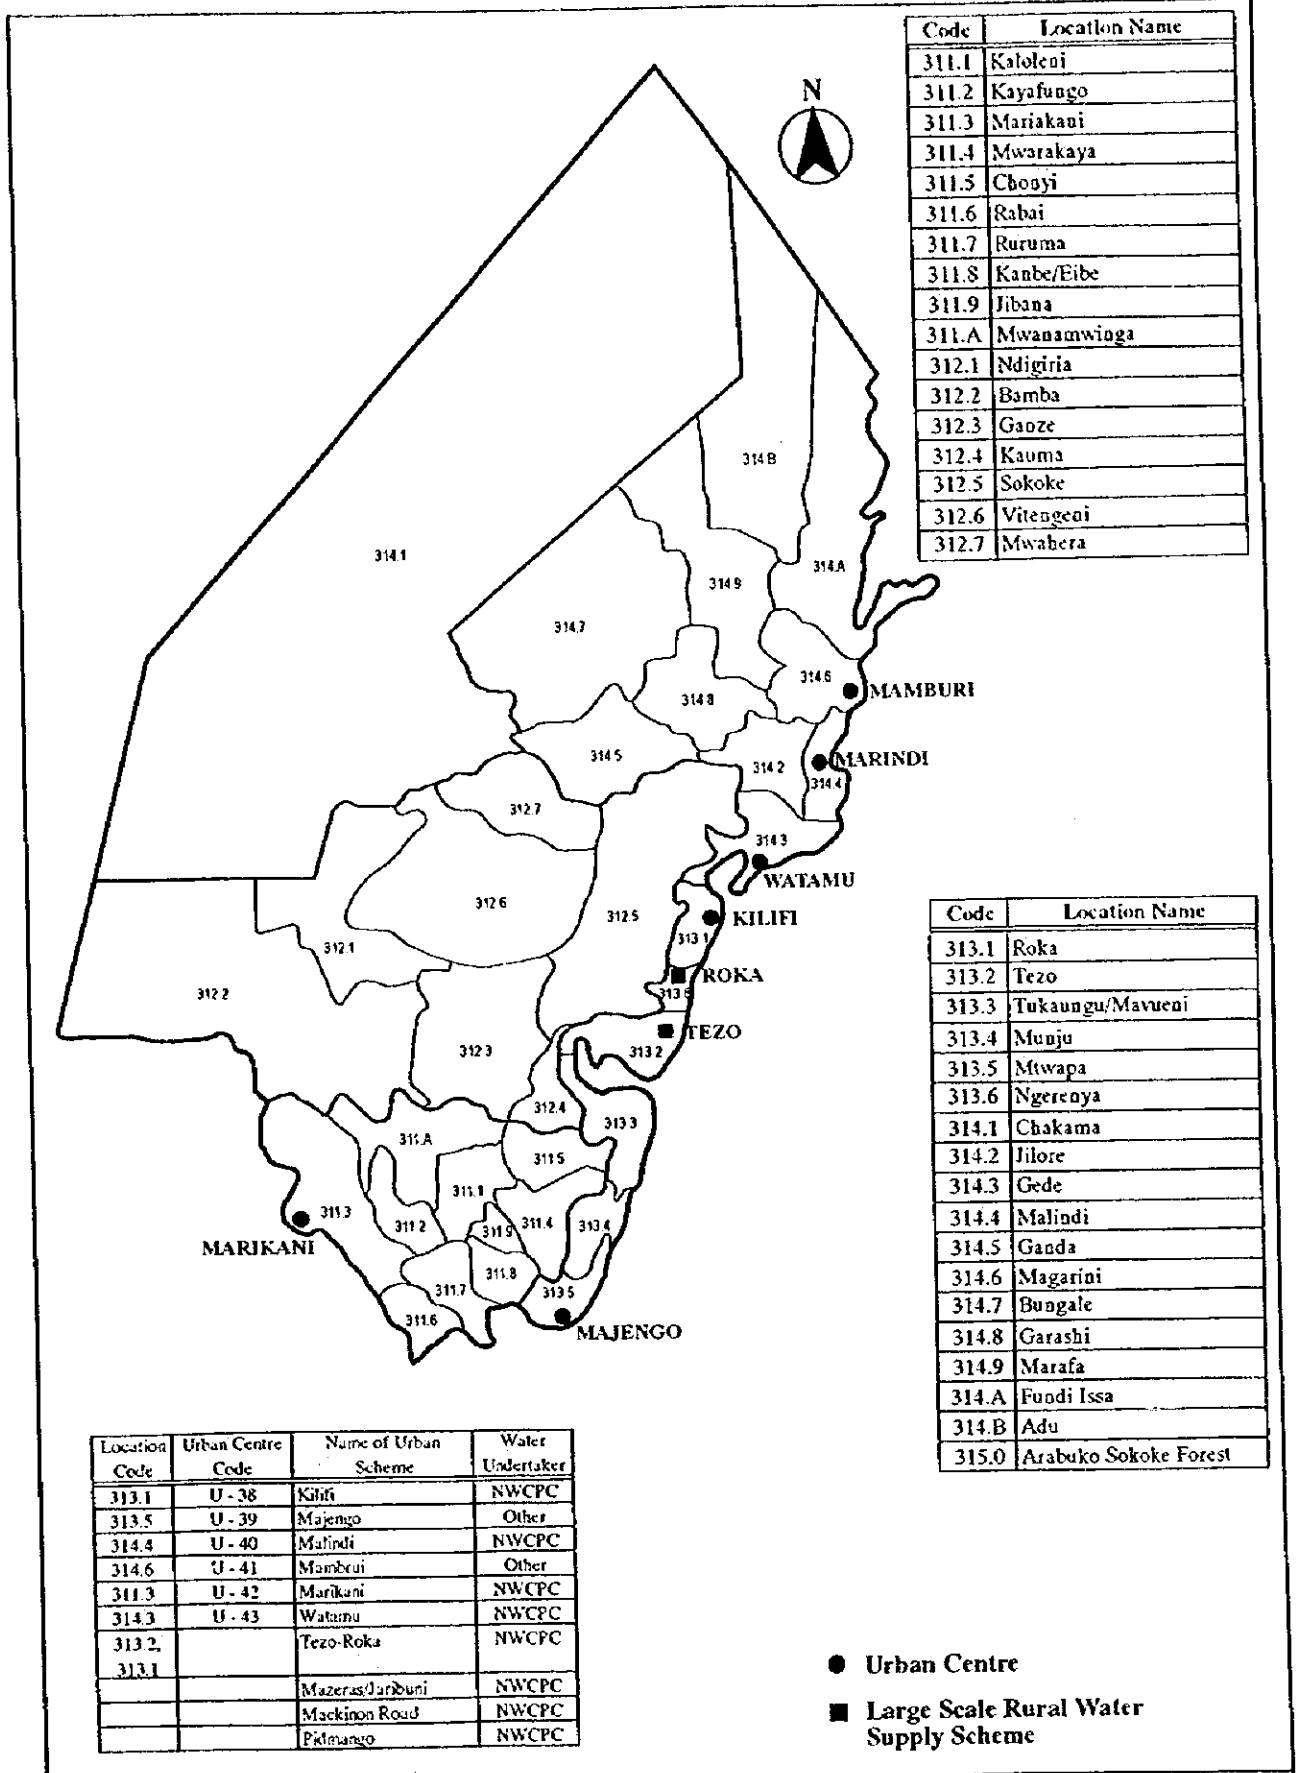 Code Location Name
311.1 Kaloleni
311.2 Kayafungo
311.3 Mariakani
311.4 Mwarakaya
311.5 Chonyi
311.6 Rabai
311.7 Ruruma
311.8 Kanbe/Eibe
311.9 Jibana
311.A Mwanamwinga
312.1 Ndigiria
312.2 Bamba
312.3 Ganze
312.4 Kauma
312.5 Sokoke
312.6 Vitengeni
312.7 Mwahera
N
314.B
314.1
314.A
314.9
314.7
314.6
MAMBURI
314.8
314.5
314.2
MARINDI
314.4
312.7
314.3
WATAMU
312.6
312.5
KILIFI
313.1
312.1
ROKA
312.2
313.6
TEZO
312.3
313.2
312.4
313.3
311.A
311.5
311.1
311.3
311.2
311.9
311.4
313.4
MARIKANI
311.8
311.7
313.5
311.6
MAJENGO
Code Location Name
313.1 Roka
313.2 Tezo
313.3 Tukaungu/Mavueni
313.4 Munju
313.5 Mtwapa
313.6 Ngerenya
314.1 Chakama
314.2 Jilore
314.3 Gede
314.4 Malindi
314.5 Ganda
314.6 Magarini
314.7 Bungale
314.8 Garashi
314.9 Marafa
314.A Fundi Issa
314.B Adu
315.0 Arabuko Sokoke Forest
Location Urban Centre Name of Urban Water
Code Code Scheme Undertaker
313.1 U - 38 Kilifi NWCPC
313.5 U - 39 Majengo Other
314.4 U - 40 Malindi NWCPC
314.6 U - 41 Mambrui Other
311.3 U - 42 Marikani NWCPC
314.3 U - 43 Watamu NWCPC
313.2, Tezo-Roka NWCPC
313.1
Mazeras/Jaribuni NWCPC
Mackinon Road NWCPC
Pidmango NWCPC
Urban Centre
Large Scale Rural Water
Supply Scheme